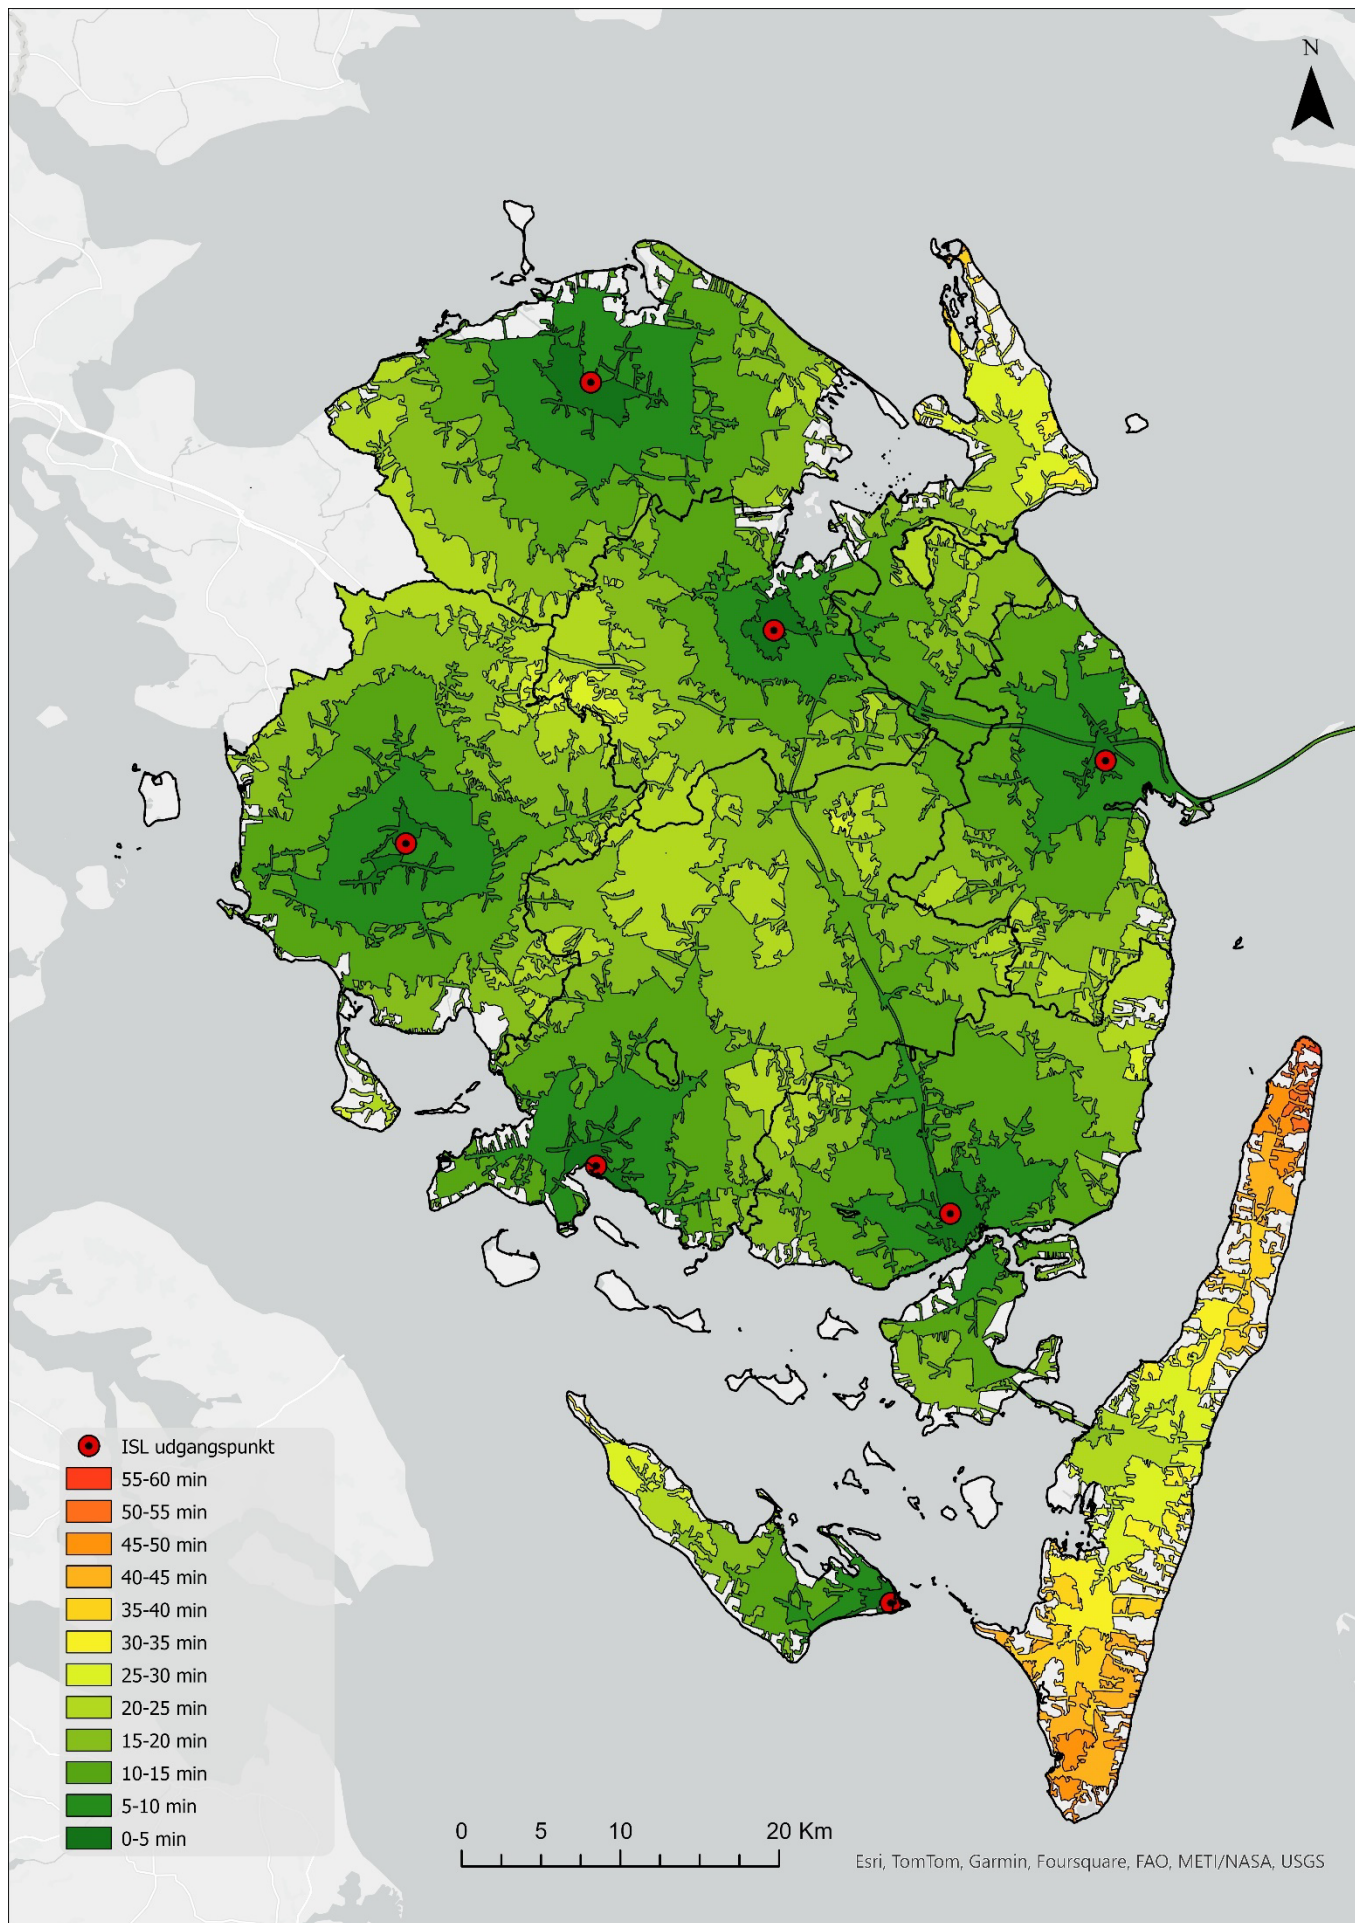 N
ISL udgangspunkt
55-60 min
50-55 min
45-50 min
40-45 min
35-40 min
30-35 min
25-30 min
20-25 min
15-20 min
10-15 min
5-10 min
0-5 min
0 5 10 20 Km
Esri, TomTom, Garmin, Foursquare, FAO, METI/NASA, USGS